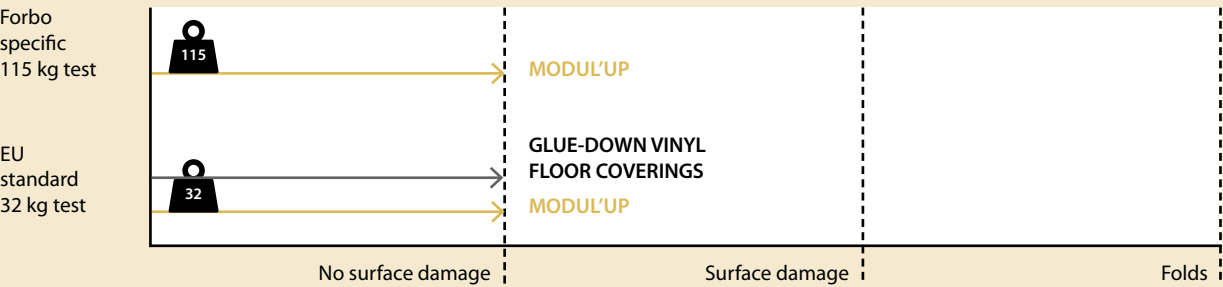 Forbo
specific
115 kg test
115
MODUL'UP
EU
standard
32 kg test
32
GLUE-DOWN VINYL
FLOOR COVERINGS
MODUL'UP
No surface damage
Surface damage
Folds